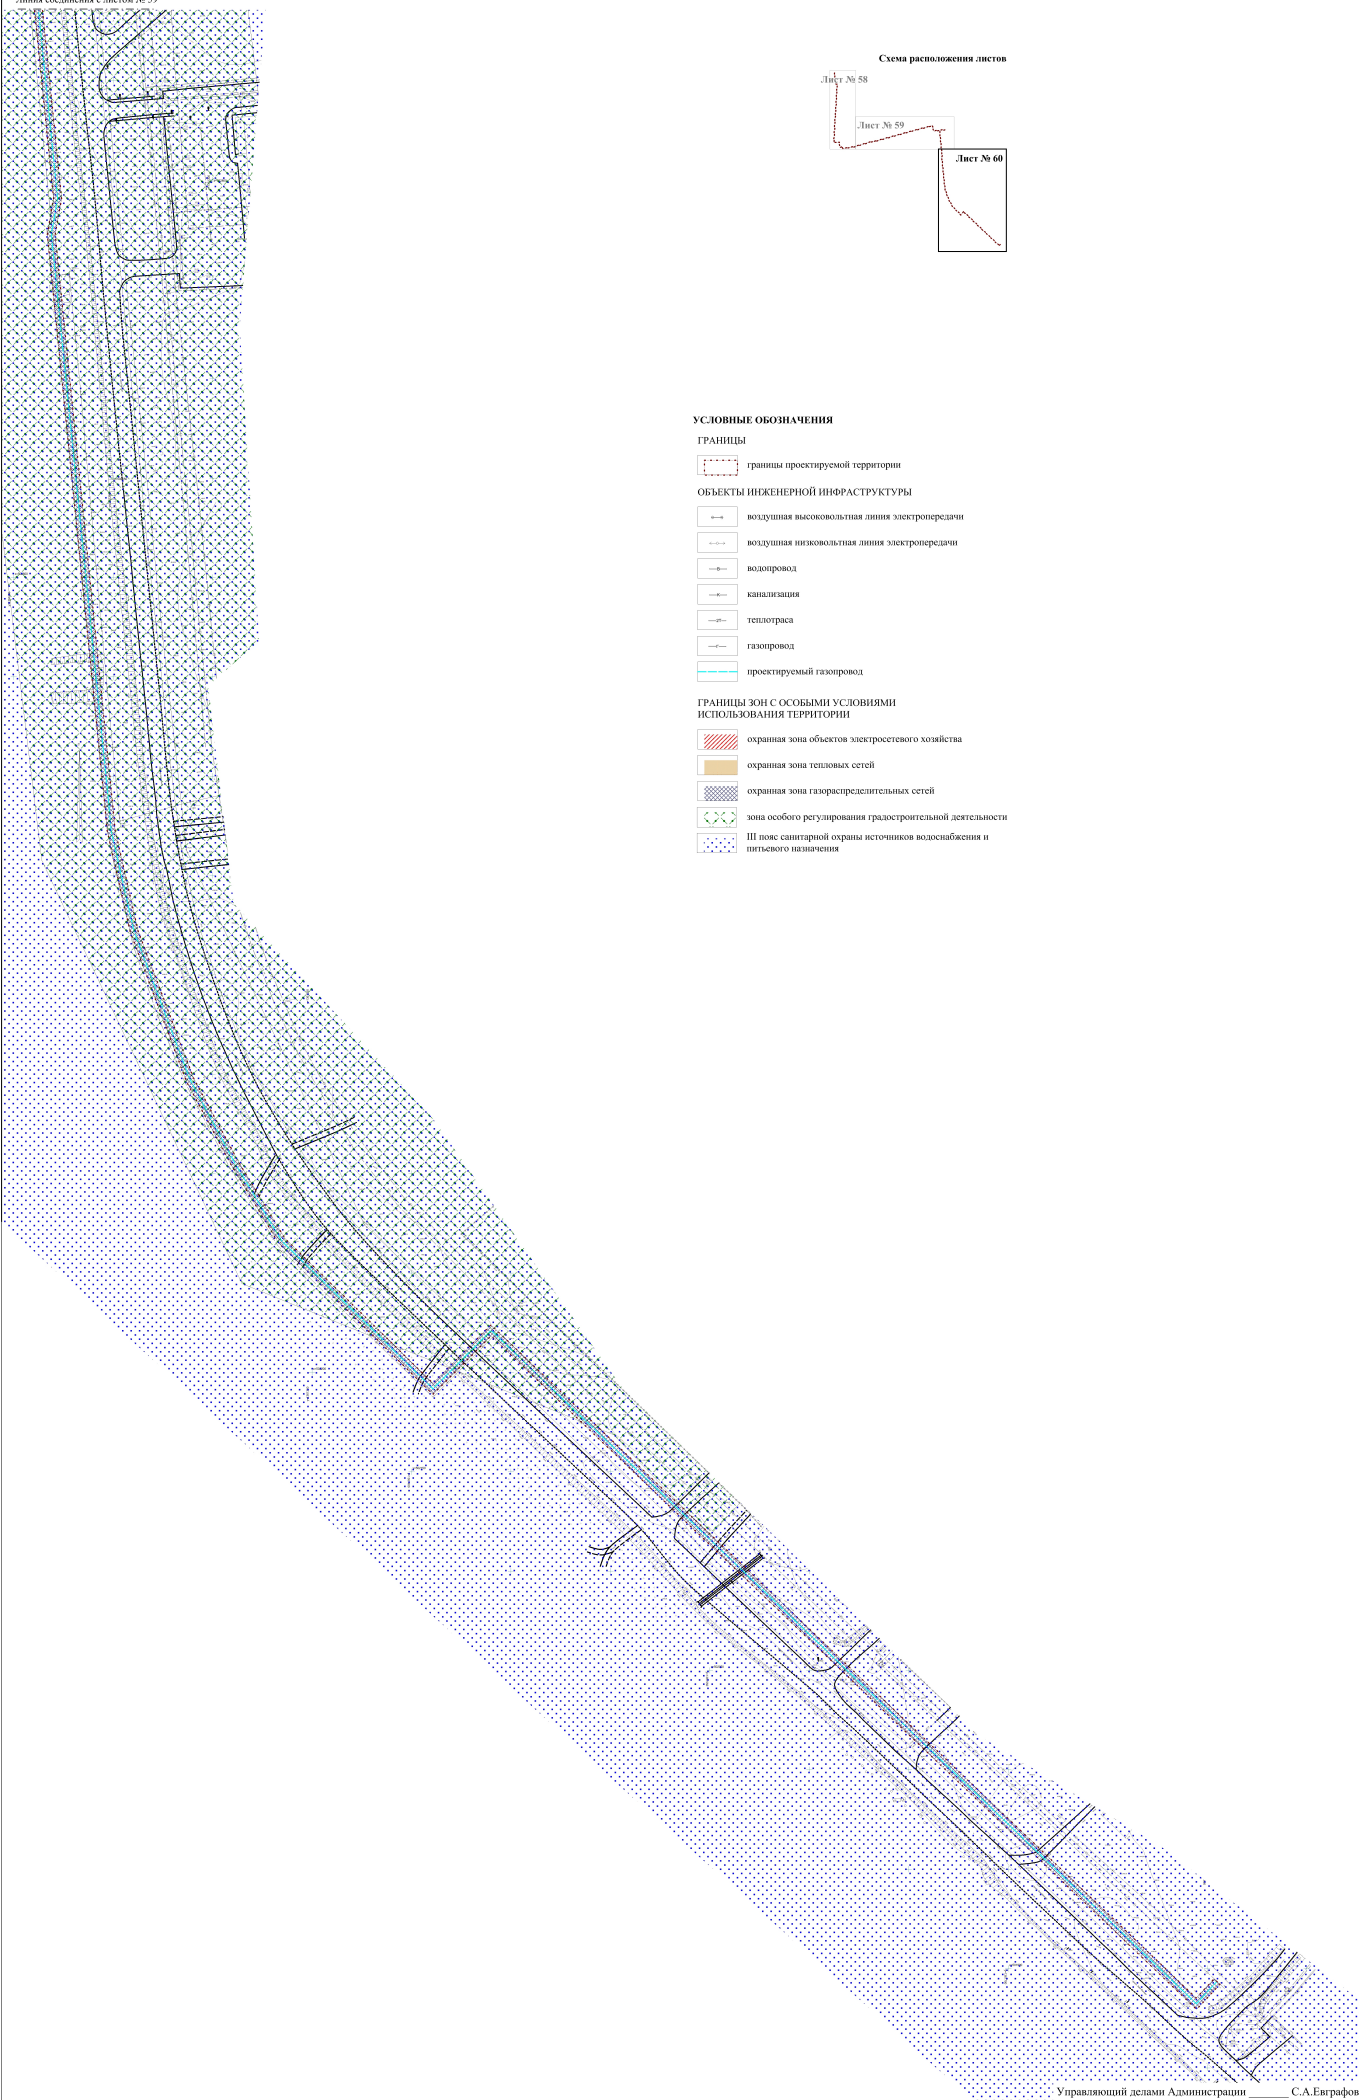 Линия соединения с листом № 59
Схема расположения листов
Лист № 58
Лист № 59
Лист № 60
УСЛОВНЫЕ ОБОЗНАЧЕНИЯ
ГРАНИЦЫ
границы проектируемой территории
ОБЪЕКТЫ ИНЖЕНЕРНОЙ ИНФРАСТРУКТУРЫ
воздушная высоковольтная линия электропередачи
воздушная низковольтная линия электропередачи
водопровод
канализация
теплотраса
газопровод
проектируемый газопровод
ГРАНИЦЫ ЗОН С ОСОБЫМИ УСЛОВИЯМИ
ИСПОЛЬЗОВАНИЯ ТЕРРИТОРИИ
охранная зона объектов электросетевого хозяйства
охранная зона тепловых сетей
охранная зона газораспределительных сетей
зона особого регулирования градостроительной деятельности
III пояс санитарной охраны источников водоснабжения и
питьевого назначения
Управляющий делами Администрации _______ С.А.Евграфов